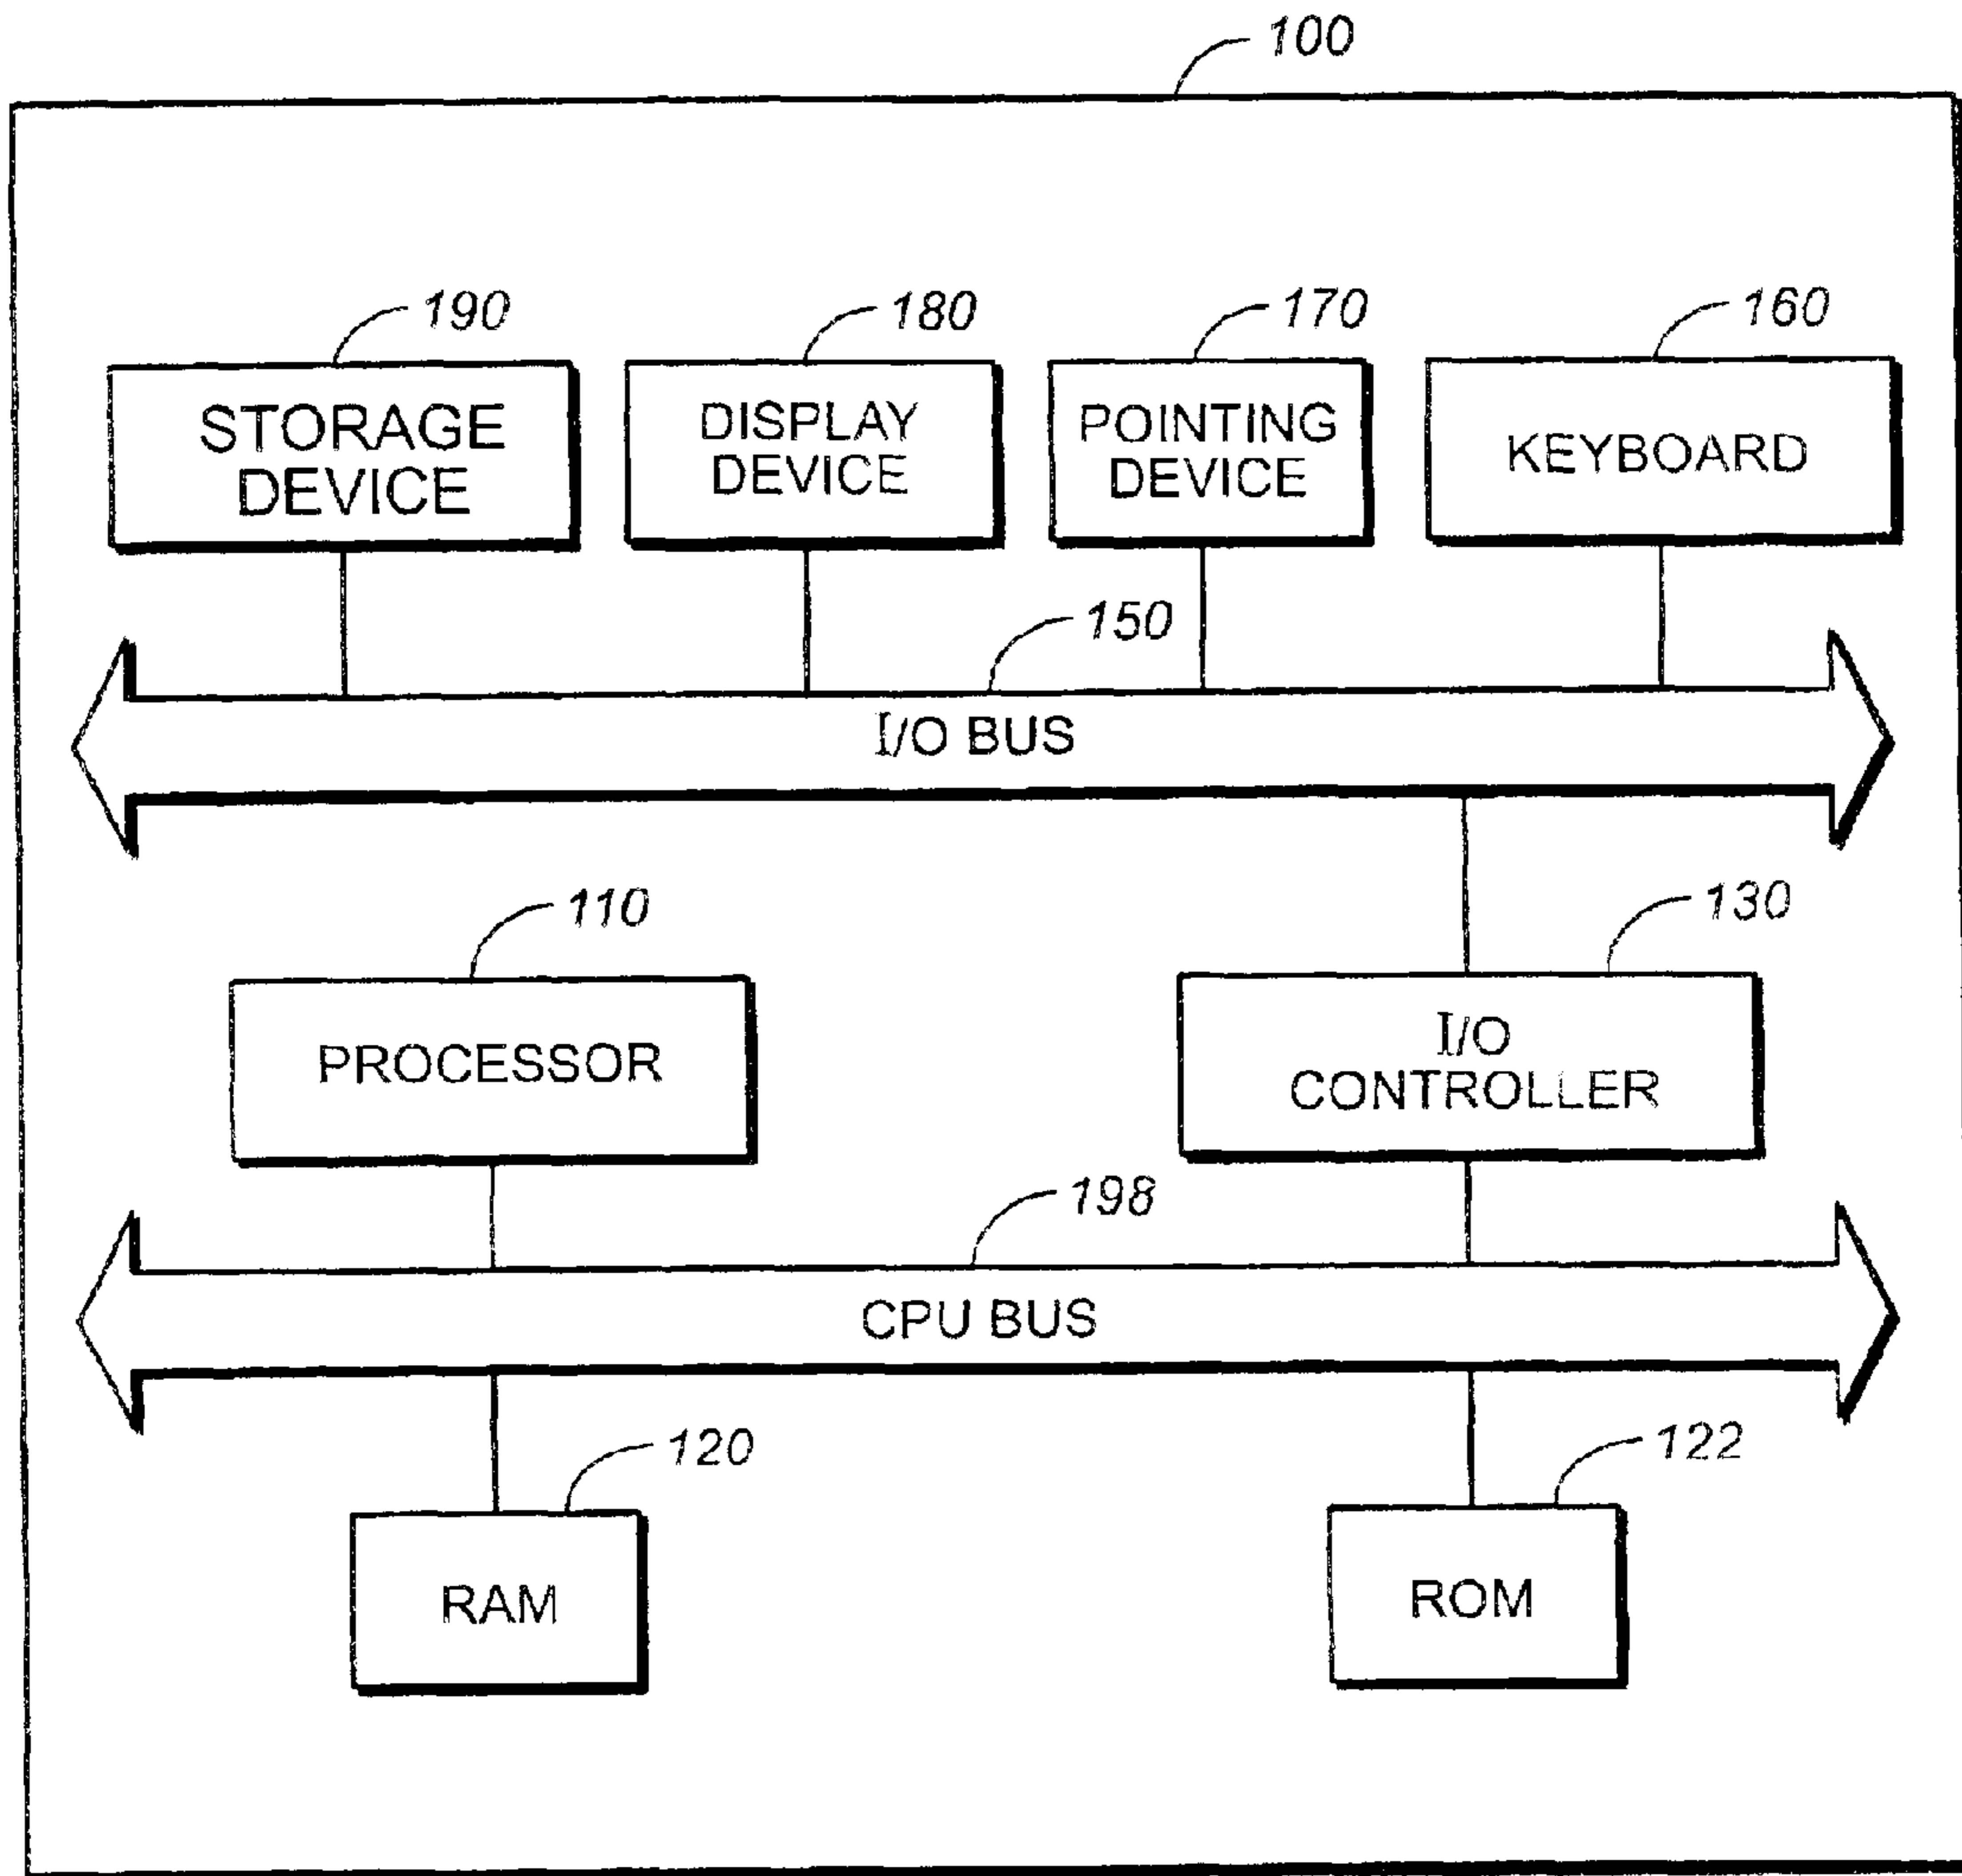 100
190
180
170
160
STORAGE
DEVICE
DISPLAY
DEVICE
POINTING
DEVICE
KEYBOARD
150
I/O BUS
110
130
PROCESSOR
I/O
CONTROLLER
198
CPU BUS
120
122
RAM
ROM